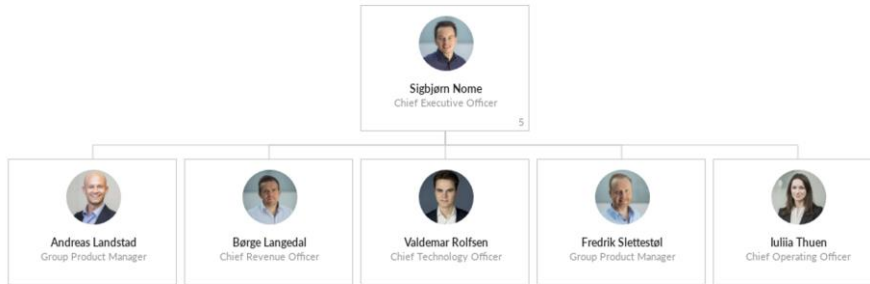 Sigbjørn Nome
Chief Executive Officer
5
Andreas Landstad
Group Product Manager
Børge Langedal
Chief Revenue Officer
Valdemar Rolfsen
Chief Technology Officer
Fredrik Slettestøl
Group Product Manager
Iuliia Thuen
Chief Operating Officer